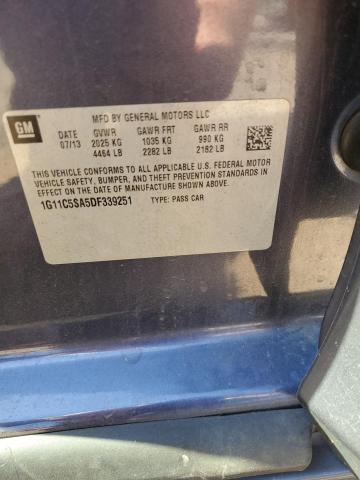 GM
MFD BY GENERAL MOTORS LLC
DATE GVWR GAWR FRT GAWR RR
07/13 2025 KG 1035 KG 990 KG
4464 LB 2282 LB 2182 LB
THIS VEHICLE CONFORMS TO ALL APPLICABLE U.S. FEDERAL MOTOR
VEHICLE SAFETY, BUMPER, AND THEFT PREVENTION STANDARDS IN
EFFECT ON THE DATE OF MANUFACTURE SHOWN ABOVE.
1G11C5SA5DF339251 TYPE: PASS CAR